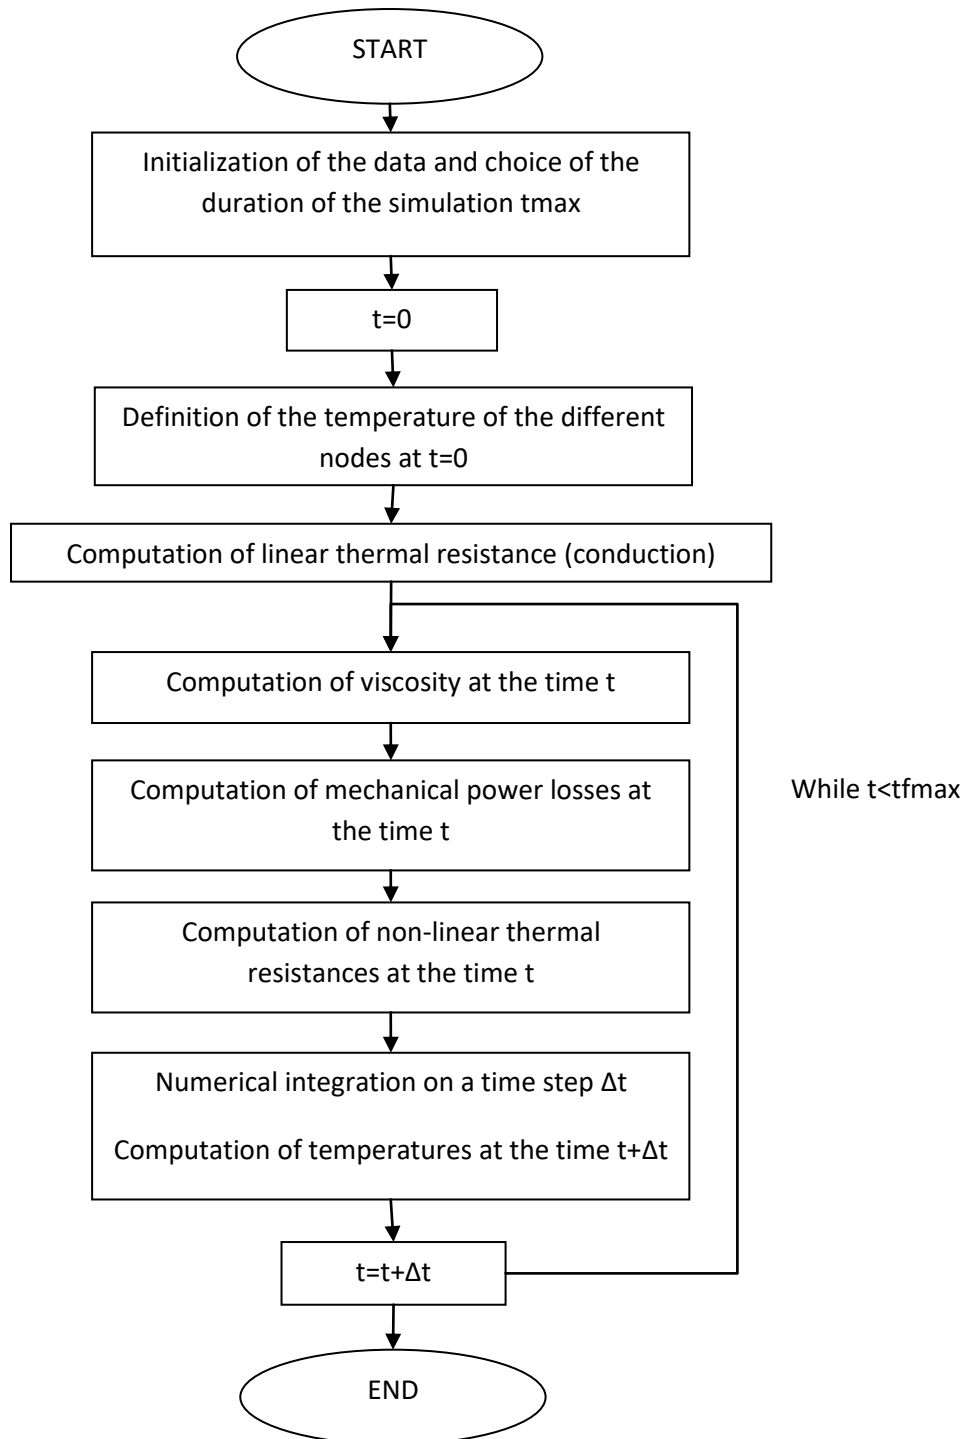 START
Initialization of the data and choice of the
duration of the simulation tmax
t=0
Definition of the temperature of the different
nodes at t=0
Computation of linear thermal resistance (conduction)
Computation of viscosity at the time t
Computation of mechanical power losses at
the time t
While t<tfmax
Computation of non-linear thermal
resistances at the time t
Numerical integration on a time step Δt
Computation of temperatures at the time t+Δt
t=t+Δt
END